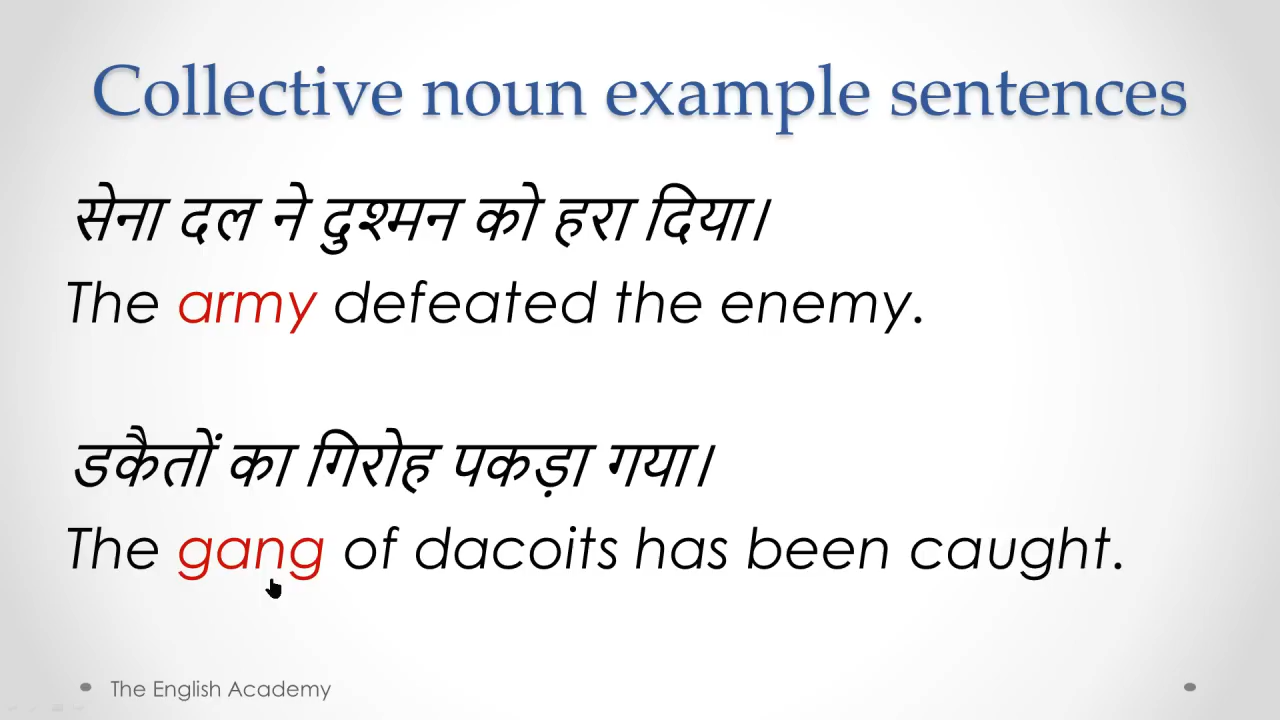 Collective noun example sentences
सेना दल ने दुश्मन को हरा दिया।
The army defeated the enemy.
डकैतों का गिरोह पकड़ा गया।
The gang of dacoits has been caught.
The English Academy